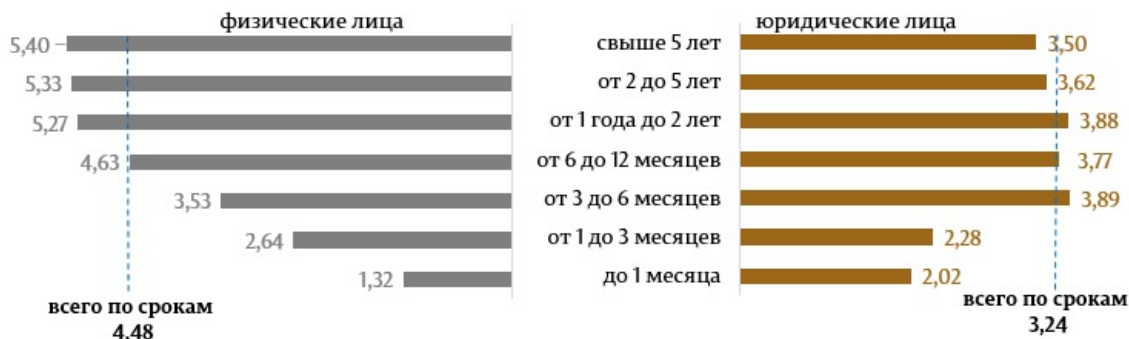 физические лица
юридические лица
5,40 свыше 5 лет 3,50
5,33 от 2 до 5 лет 3,62
5,27 от 1 года до 2 лет 3,88
4,63 от 6 до 12 месяцев 3,77
3,53 от 3 до 6 месяцев 3,89
2,64 от 1 до 3 месяцев 2,28
1,32 до 1 месяца 2,02
всего по срокам
4,48
всего по срокам
3,24